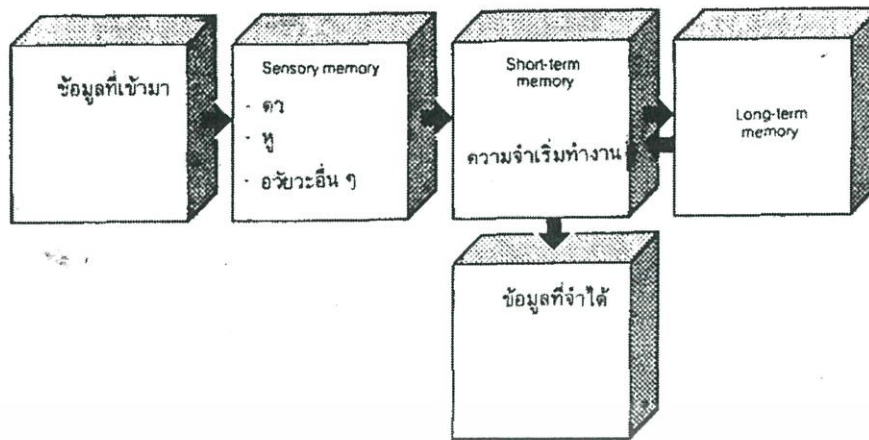 ข้อมูลที่เข้ามา
Sensory memory
- ตา
- หู
- อวัยวะอื่น ๆ
Short-term
memory
ความจำเริ่มทำงาน
Long-term
memory
ข้อมูลที่จำได้